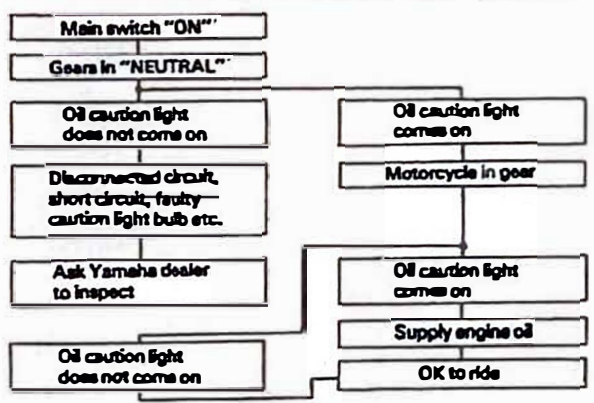 Main switch "ON"
Gears in "NEUTRAL"
Oil caution light
does not come on
Disconnected circuit,
short circuit, faulty
caution light bulb etc.
Ask Yamaha dealer
to inspect
Oil caution light
comes on
Motorcycle in gear
Oil caution light
comes on
Supply engine oil
Oil caution light
does not come on
OK to ride